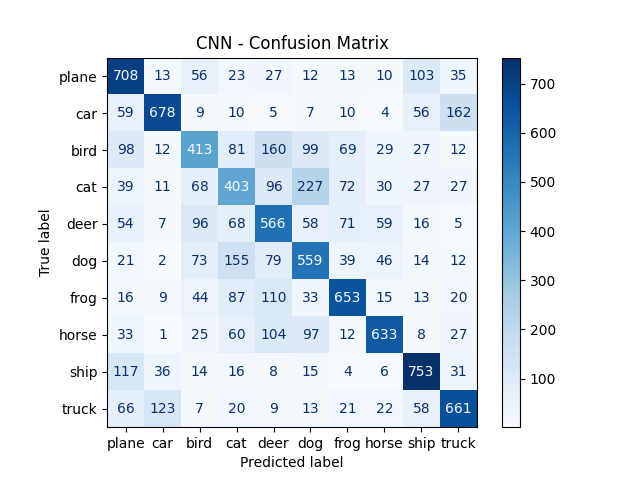 CNN - Confusion Matrix
plane 708 13 56 23 27 12 13 10 103 35
car 59 678 9 10 5 7 10 4 56 162
bird 98 12 413 81 160 99 69 29 27 12
cat 39 11 68 403 96 227 72 30 27 27
deer 54 7 96 68 566 58 71 59 16 5
dog 21 2 73 155 79 559 39 46 14 12
frog 16 9 44 87 110 33 653 15 13 20
horse 33 1 25 60 104 97 12 633 8 27
ship 117 36 14 16 8 15 4 6 753 31
truck 66 123 7 20 9 13 21 22 58 661
plane car bird cat deer dog frog horse ship truck
Predicted label
True label
700
600
500
400
300
200
100